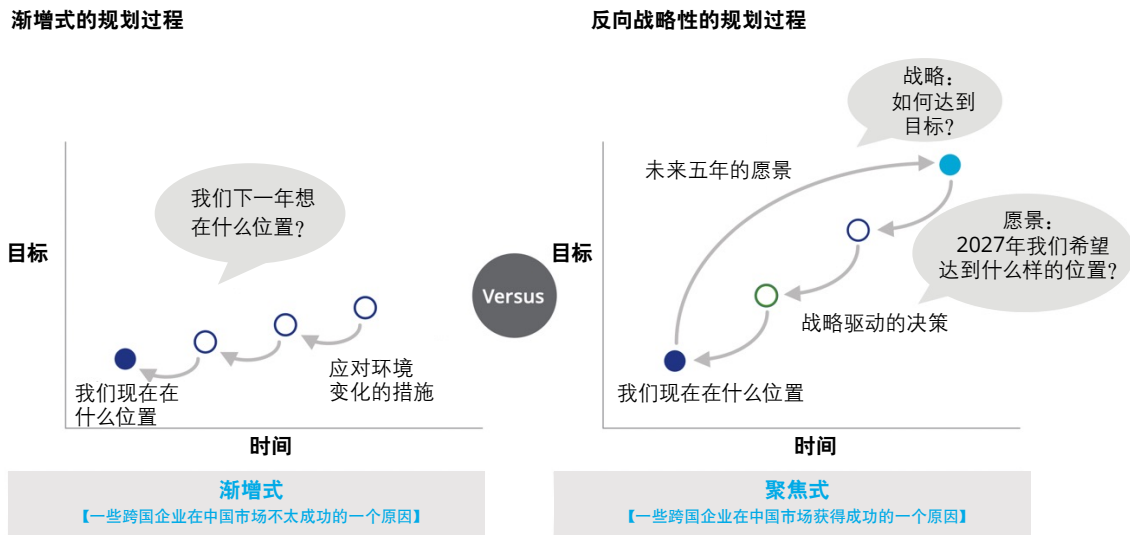 渐增式的规划过程
我们下一年想
在什么位置？
目标
我们现在在
什么位置
应对环境
变化的措施
时间
渐增式
【一些跨国企业在中国市场不太成功的一个原因】
Versus
反向战略性的规划过程
战略：
如何达到
目标？
未来五年的愿景
愿景：
2027年我们希望
达到什么样的位置？
目标
战略驱动的决策
我们现在在什么位置
时间
聚焦式
【一些跨国企业在中国市场获得成功的一个原因】